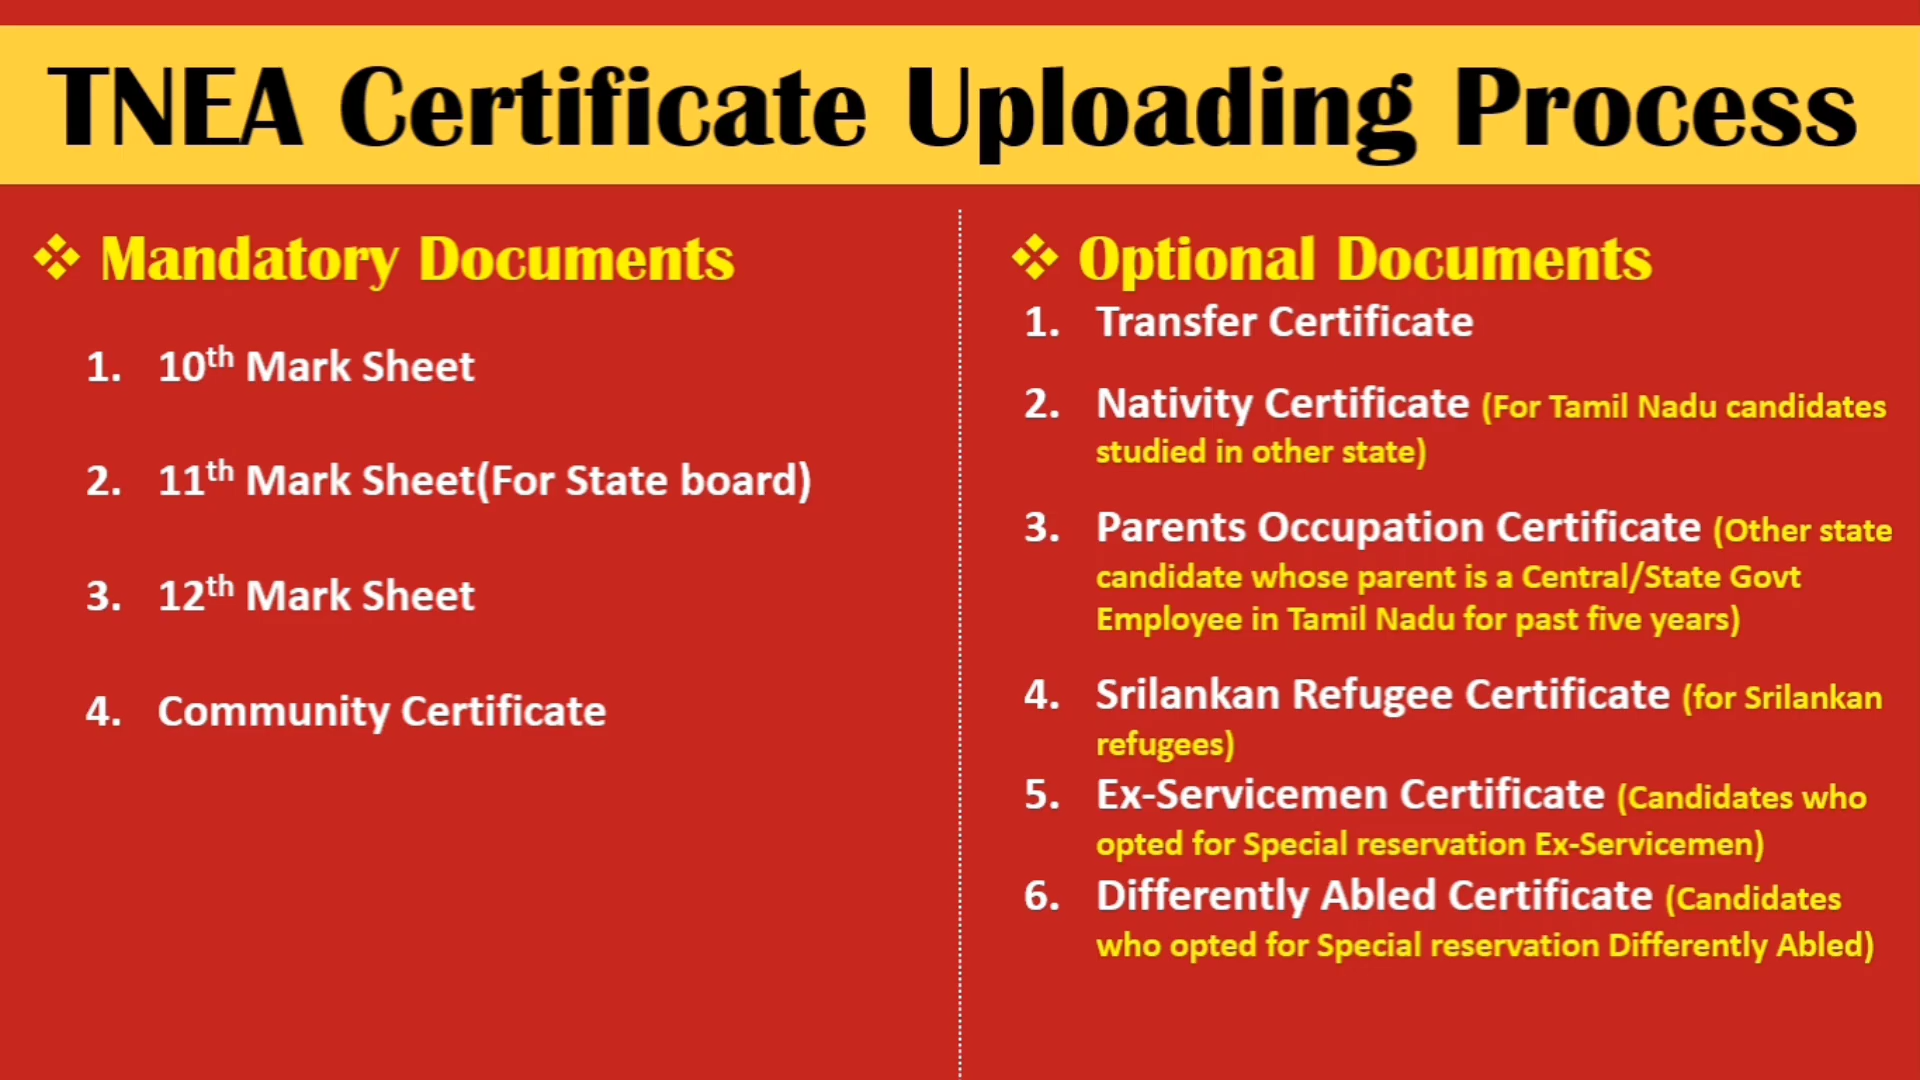 TNEA Certificate Uploading Process
❖ Mandatory Documents
1. 10th Mark Sheet
2. 11th Mark Sheet(For State board)
3. 12th Mark Sheet
4. Community Certificate
❖ Optional Documents
1. Transfer Certificate
2. Nativity Certificate (For Tamil Nadu candidates
studied in other state)
3. Parents Occupation Certificate (Other state
candidate whose parent is a Central/State Govt
Employee in Tamil Nadu for past five years)
4. Srilankan Refugee Certificate (for Srilankan
refugees)
5. Ex-Servicemen Certificate (Candidates who
opted for Special reservation Ex-Servicemen)
6. Differently Abled Certificate (Candidates
who opted for Special reservation Differently Abled)